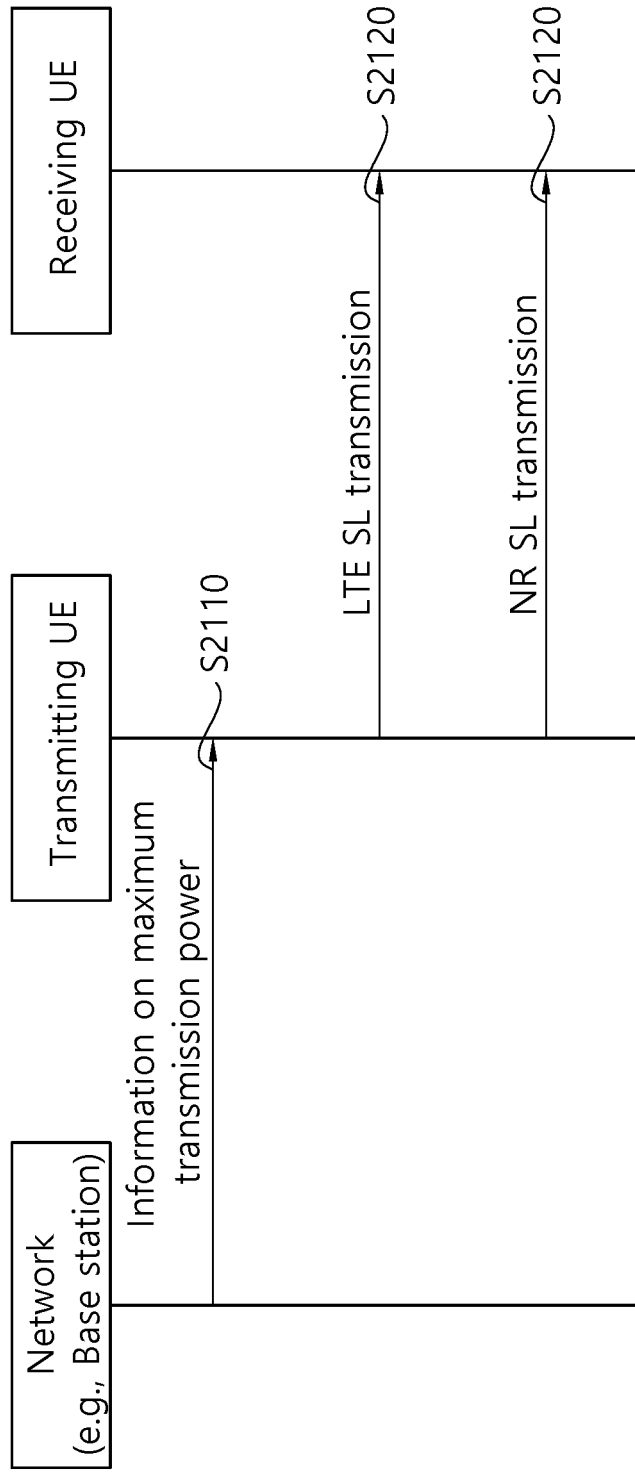 Network
(e.g., Base station)
Transmitting UE
Receiving UE
Information on maximum
transmission power
S2110
LTE SL transmission
S2120
NR SL transmission
S2120